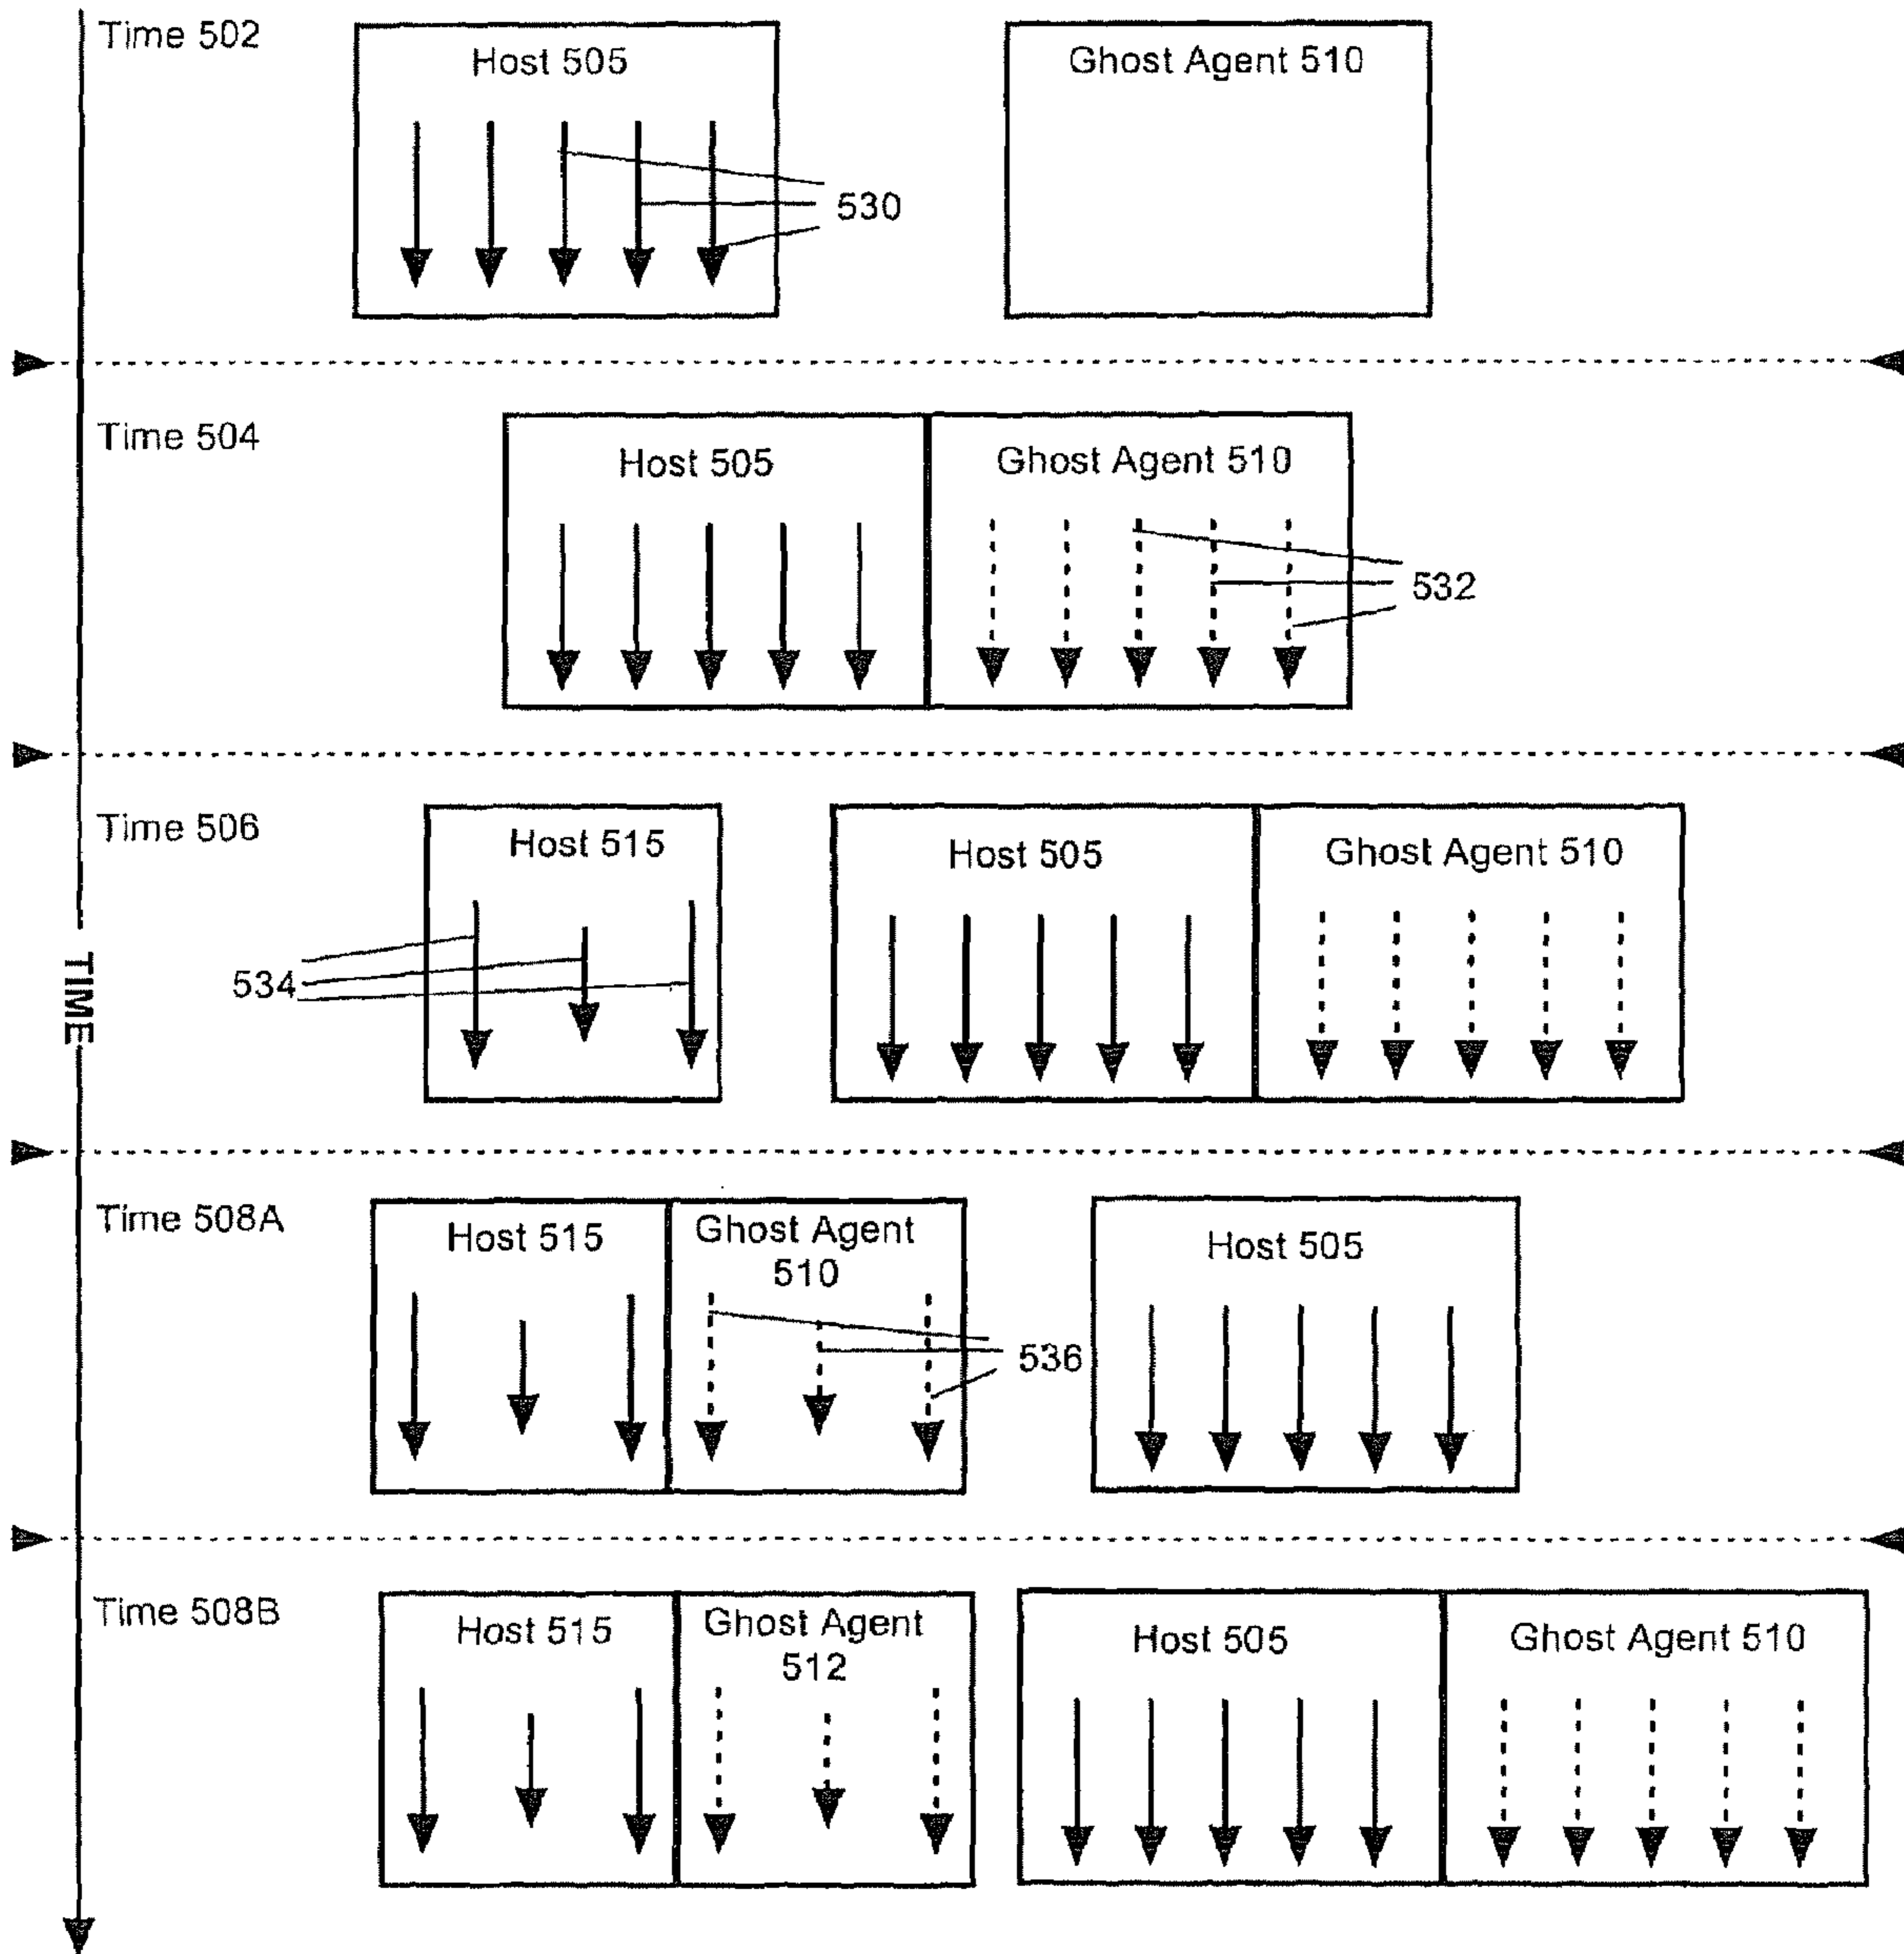 Time 502
Host 505
Ghost Agent 510
530
Time 504
Host 505
Ghost Agent 510
532
Time 506
Host 515
Host 505
Ghost Agent 510
534
TIME
Time 508A
Host 515
Ghost Agent
510
Host 505
536
Time 508B
Host 515
Ghost Agent
512
Host 505
Ghost Agent 510